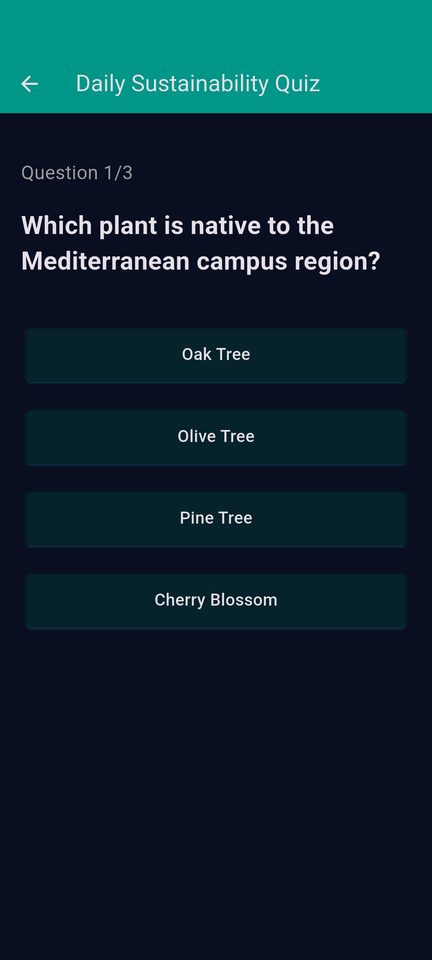 Daily Sustainability Quiz
Question 1/3
Which plant is native to the
Mediterranean campus region?
Oak Tree
Olive Tree
Pine Tree
Cherry Blossom